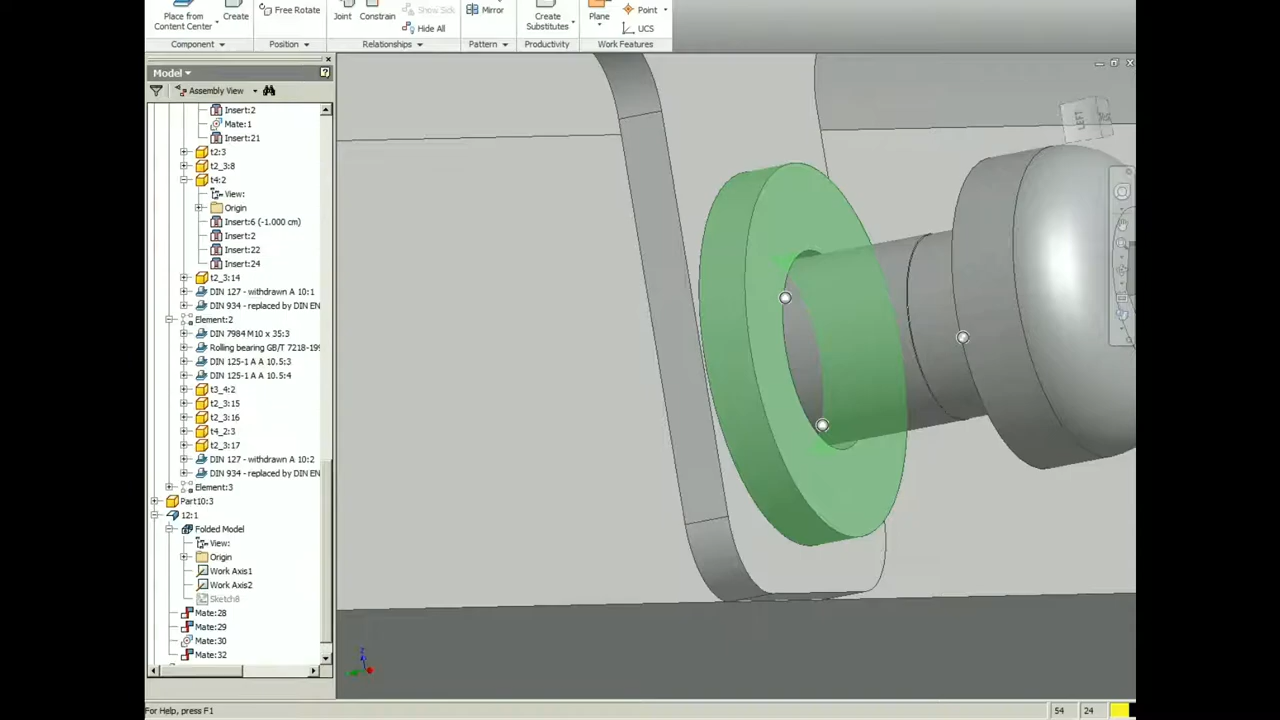 Place from
Content Center
Create
Free Rotate
Joint
Constrain
Show Sick
Hide All
Mirror
Create
Substitutes
Plane
Point
UCS
Component
Position
Relationships
Pattern
Productivity
Work Features
Model
Assembly View
Insert:2
Mate:1
Insert:21
t2:3
t2_3:8
t4:2
View:
Origin
Insert:6 (-1.000 cm)
Insert:2
Insert:22
Insert:24
t2_3:14
DIN 127 - withdrawn A 10:1
DIN 934 - replaced by DIN EN
Element:2
DIN 7984 M10 x 35:3
Rolling bearing GB/T 7218-199
DIN 125-1 A A 10.5:3
DIN 125-1 A A 10.5:4
t3_4:2
t2_3:15
t2_3:16
t4_2:3
t2_3:17
DIN 127 - withdrawn A 10:2
DIN 934 - replaced by DIN EN
Element:3
Part10:3
12:1
Folded Model
View:
Origin
Work Axis1
Work Axis2
Sketch8
Mate:28
Mate:29
Mate:30
Mate:32
LEFT
z
For Help, press F1
54
24